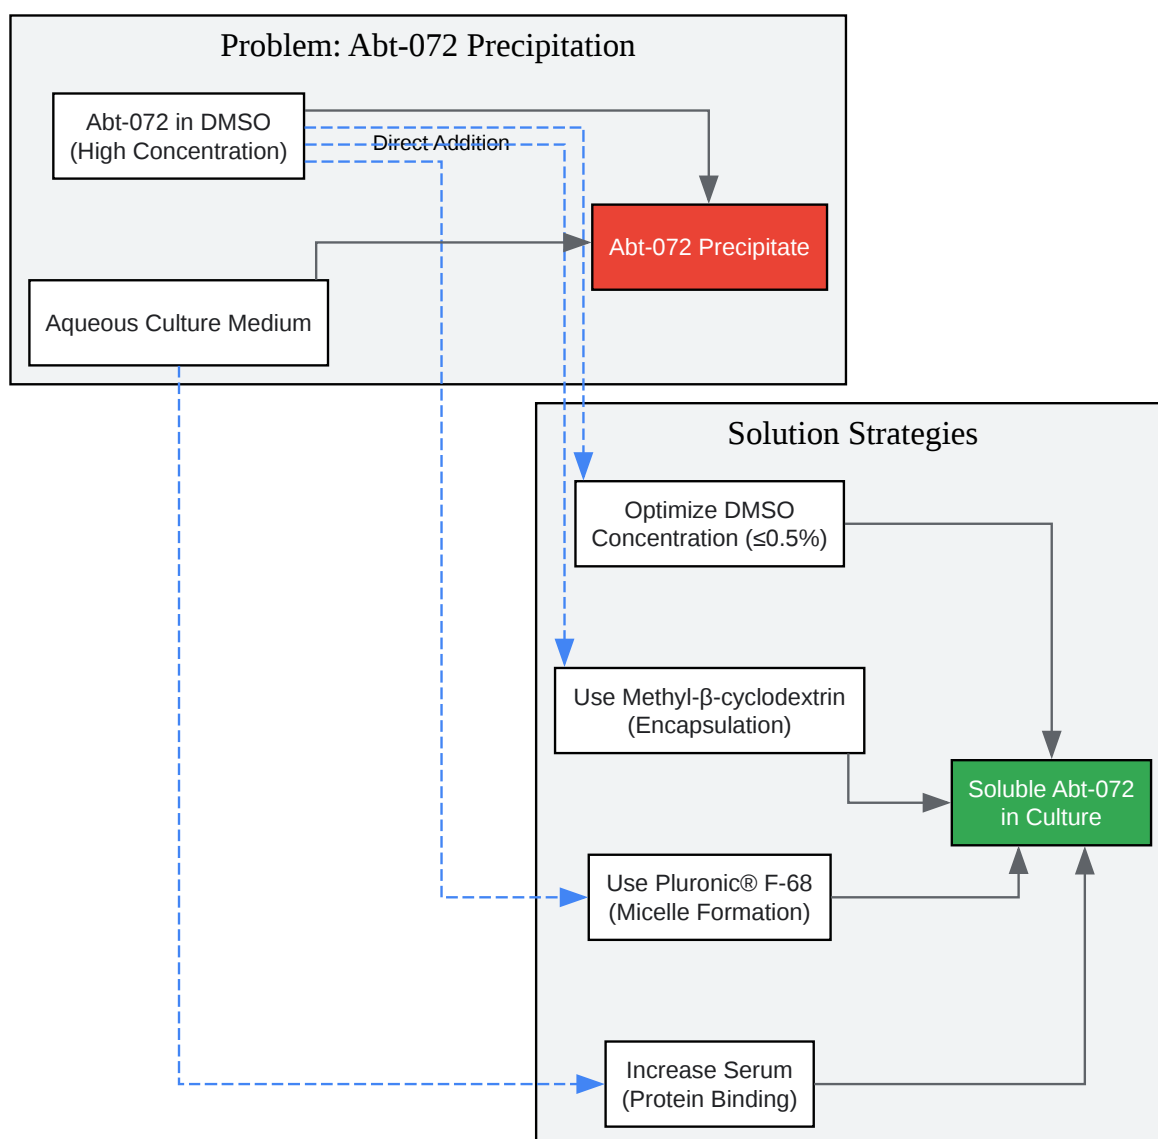 Problem: Abt-072 Precipitation
Abt-072 in DMSO
(High Concentration)
Direct Addition
Abt-072 Precipitate
Aqueous Culture Medium
Solution Strategies
Optimize DMSO
Concentration (≤0.5%)
Use Methyl-β-cyclodextrin
(Encapsulation)
Soluble Abt-072
in Culture
Use Pluronic® F-68
(Micelle Formation)
Increase Serum
(Protein Binding)